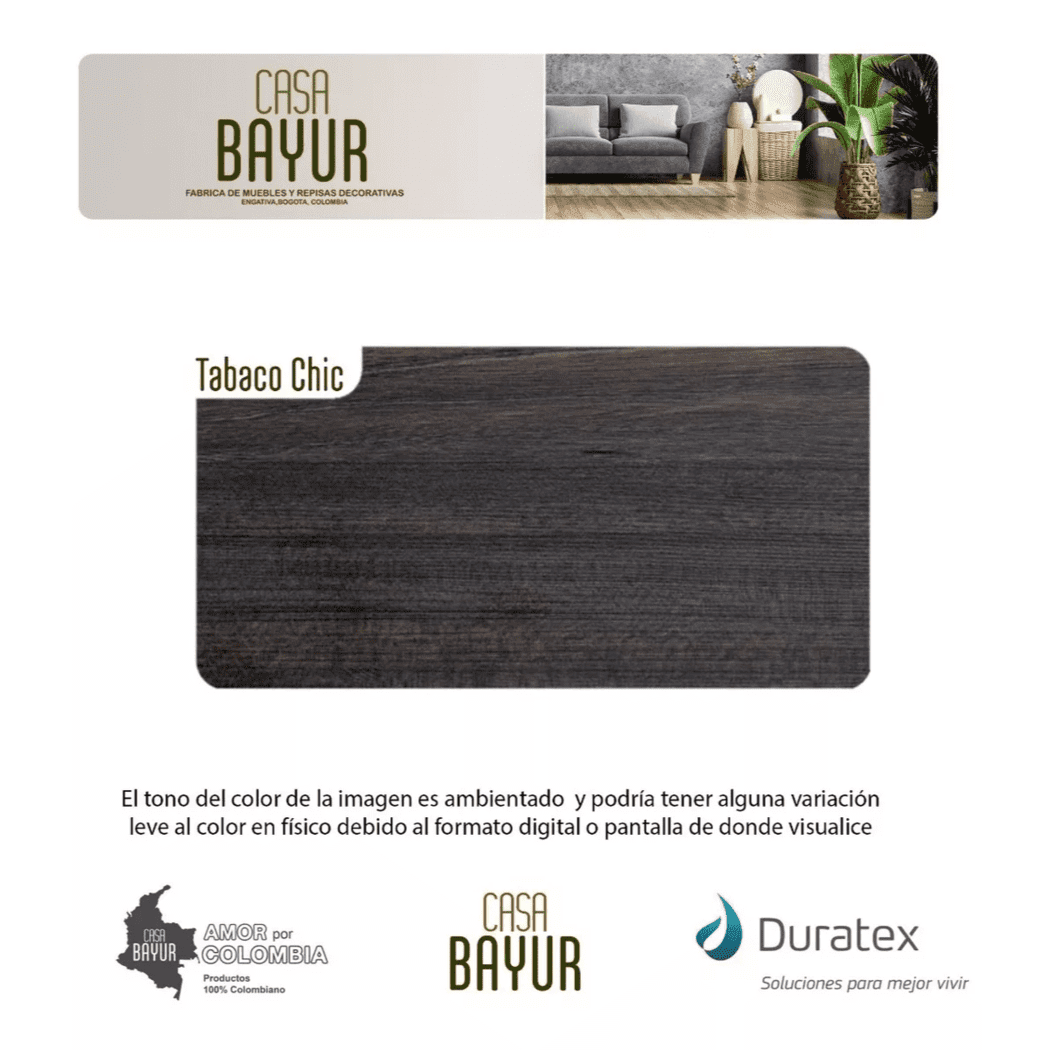 CASA
BAYUR
FABRICA DE MUEBLES Y REPISAS DECORATIVAS
ENGATIVA,BOGOTA, COLOMBIA
Tabaco Chic
El tono del color de la imagen es ambientado y podría tener alguna variación
leve al color en físico debido al formato digital o pantalla de donde visualice
CASA
BAYUR
AMOR por
COLOMBIA
Productos
100% Colombiano
CASA
BAYUR
Duratex
Soluciones para mejor vivir